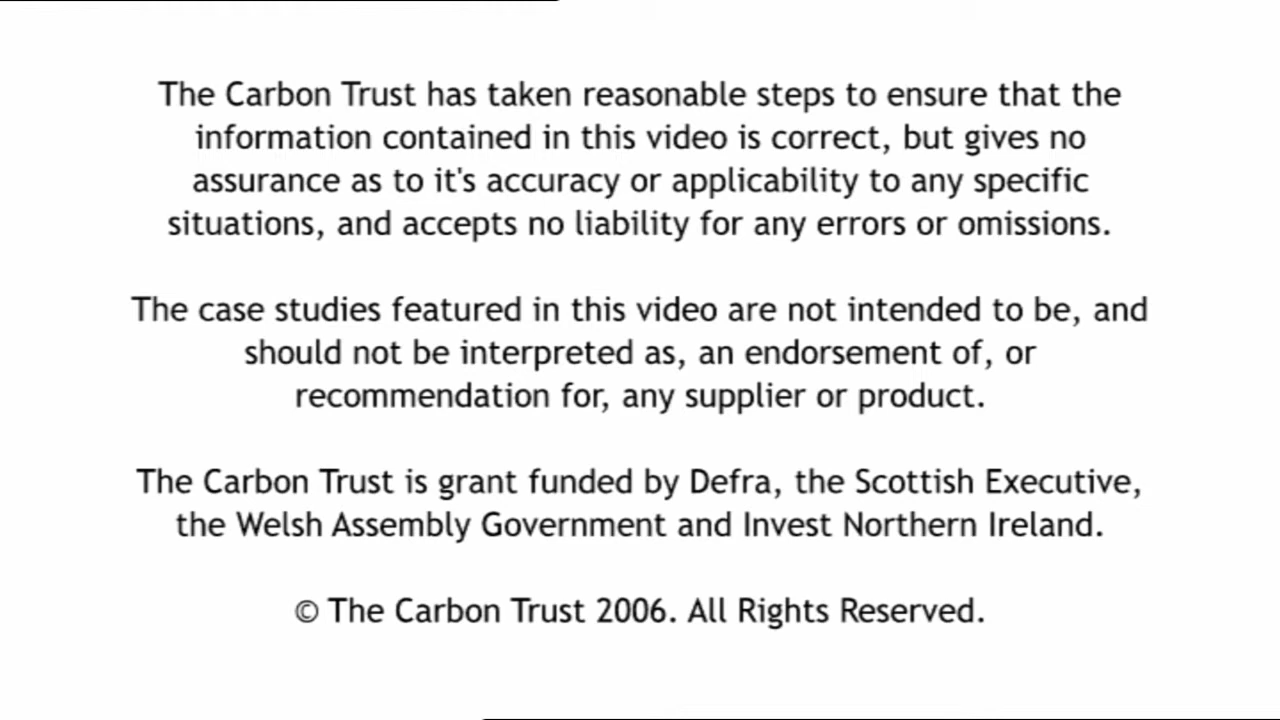 The Carbon Trust has taken reasonable steps to ensure that the
information contained in this video is correct, but gives no
assurance as to it's accuracy or applicability to any specific
situations, and accepts no liability for any errors or omissions.
The case studies featured in this video are not intended to be, and
should not be interpreted as, an endorsement of, or
recommendation for, any supplier or product.
The Carbon Trust is grant funded by Defra, the Scottish Executive,
the Welsh Assembly Government and Invest Northern Ireland.
© The Carbon Trust 2006. All Rights Reserved.